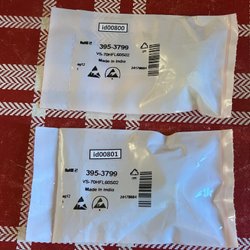 id00800
395-3799
VS-70HFL60S02
Made in India
id00801
395-3799
VS-70HFL60S02
Made in India